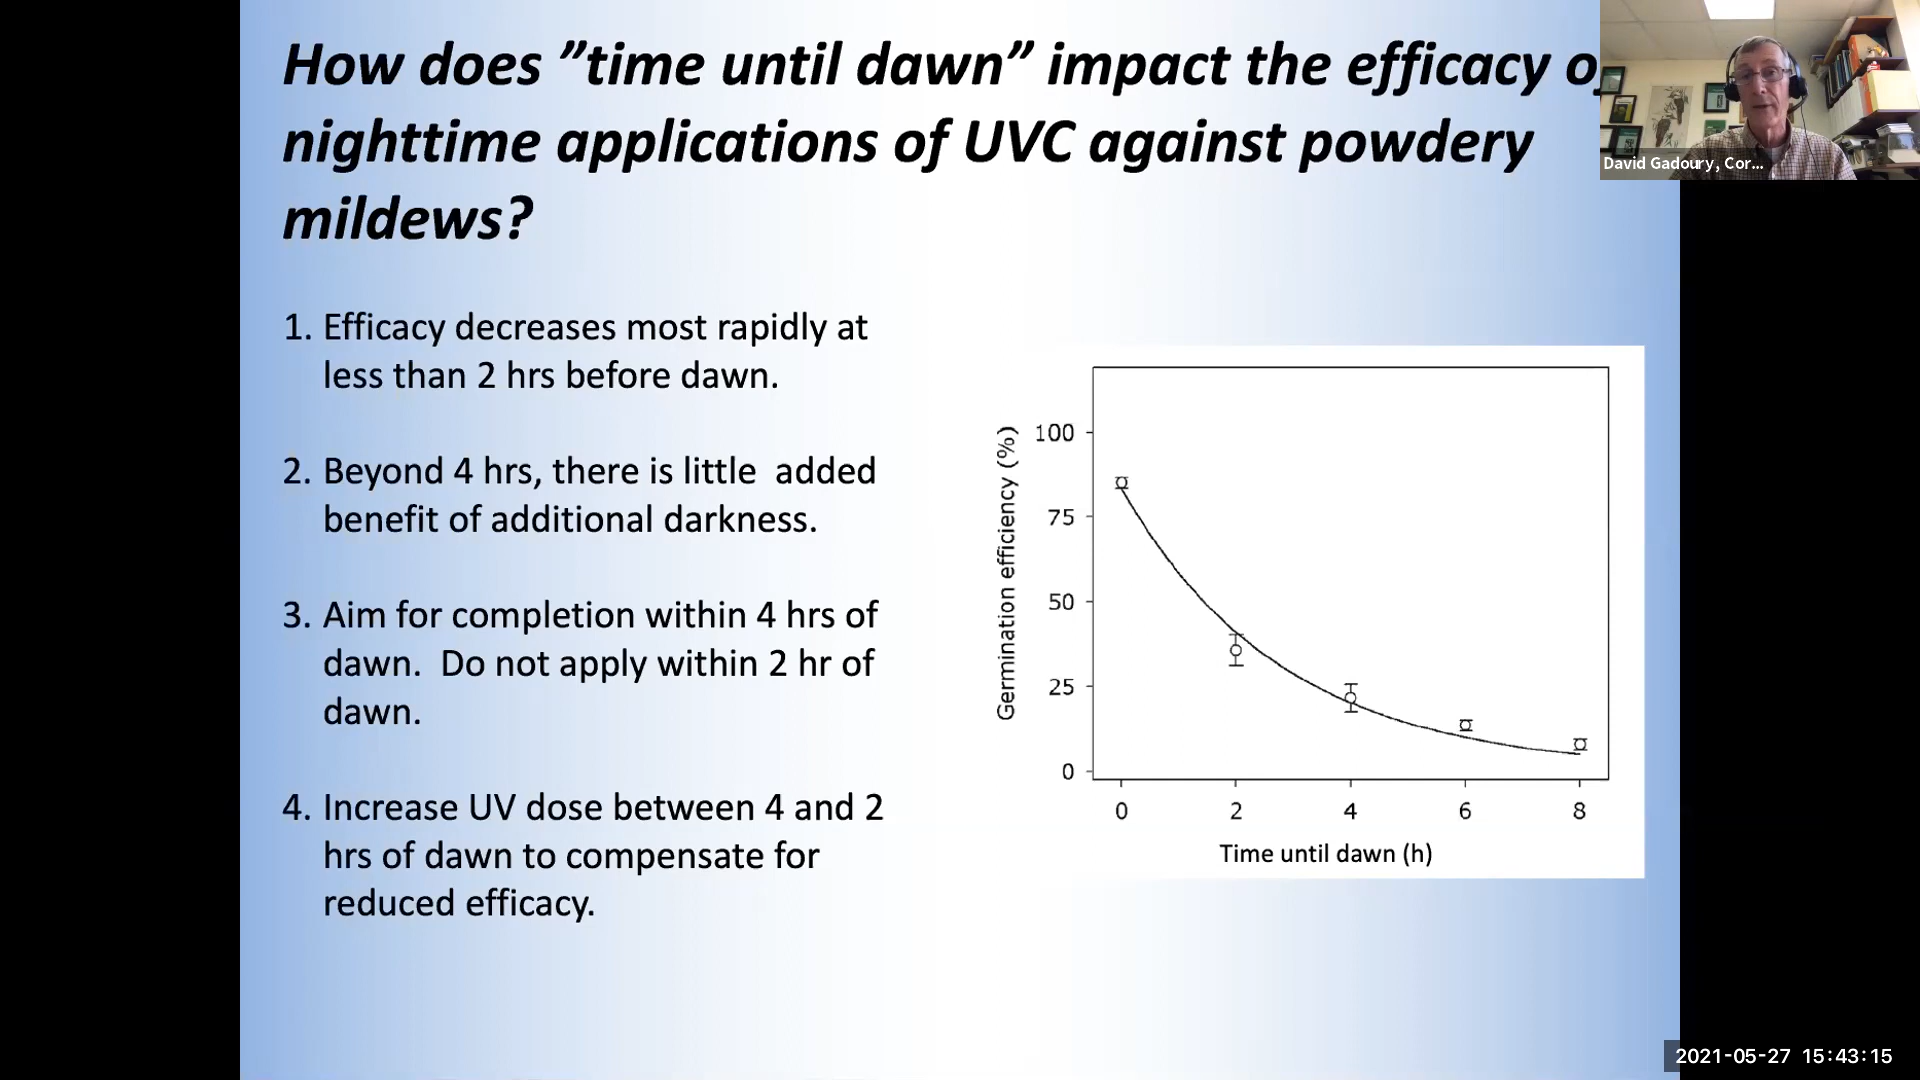 How does ”time until dawn” impact the efficacy o
nighttime applications of UVC against powdery
mildews?
David Gadoury, Cor...
1. Efficacy decreases most rapidly at
less than 2 hrs before dawn.
2. Beyond 4 hrs, there is little  added
benefit of additional darkness.
3. Aim for completion within 4 hrs of
dawn.  Do not apply within 2 hr of
dawn.
4. Increase UV dose between 4 and 2
hrs of dawn to compensate for
reduced efficacy.
Germination efficiency (%)
100
75
50
25
0
0 2 4 6 8
Time until dawn (h)
2021-05-27 15:43:15